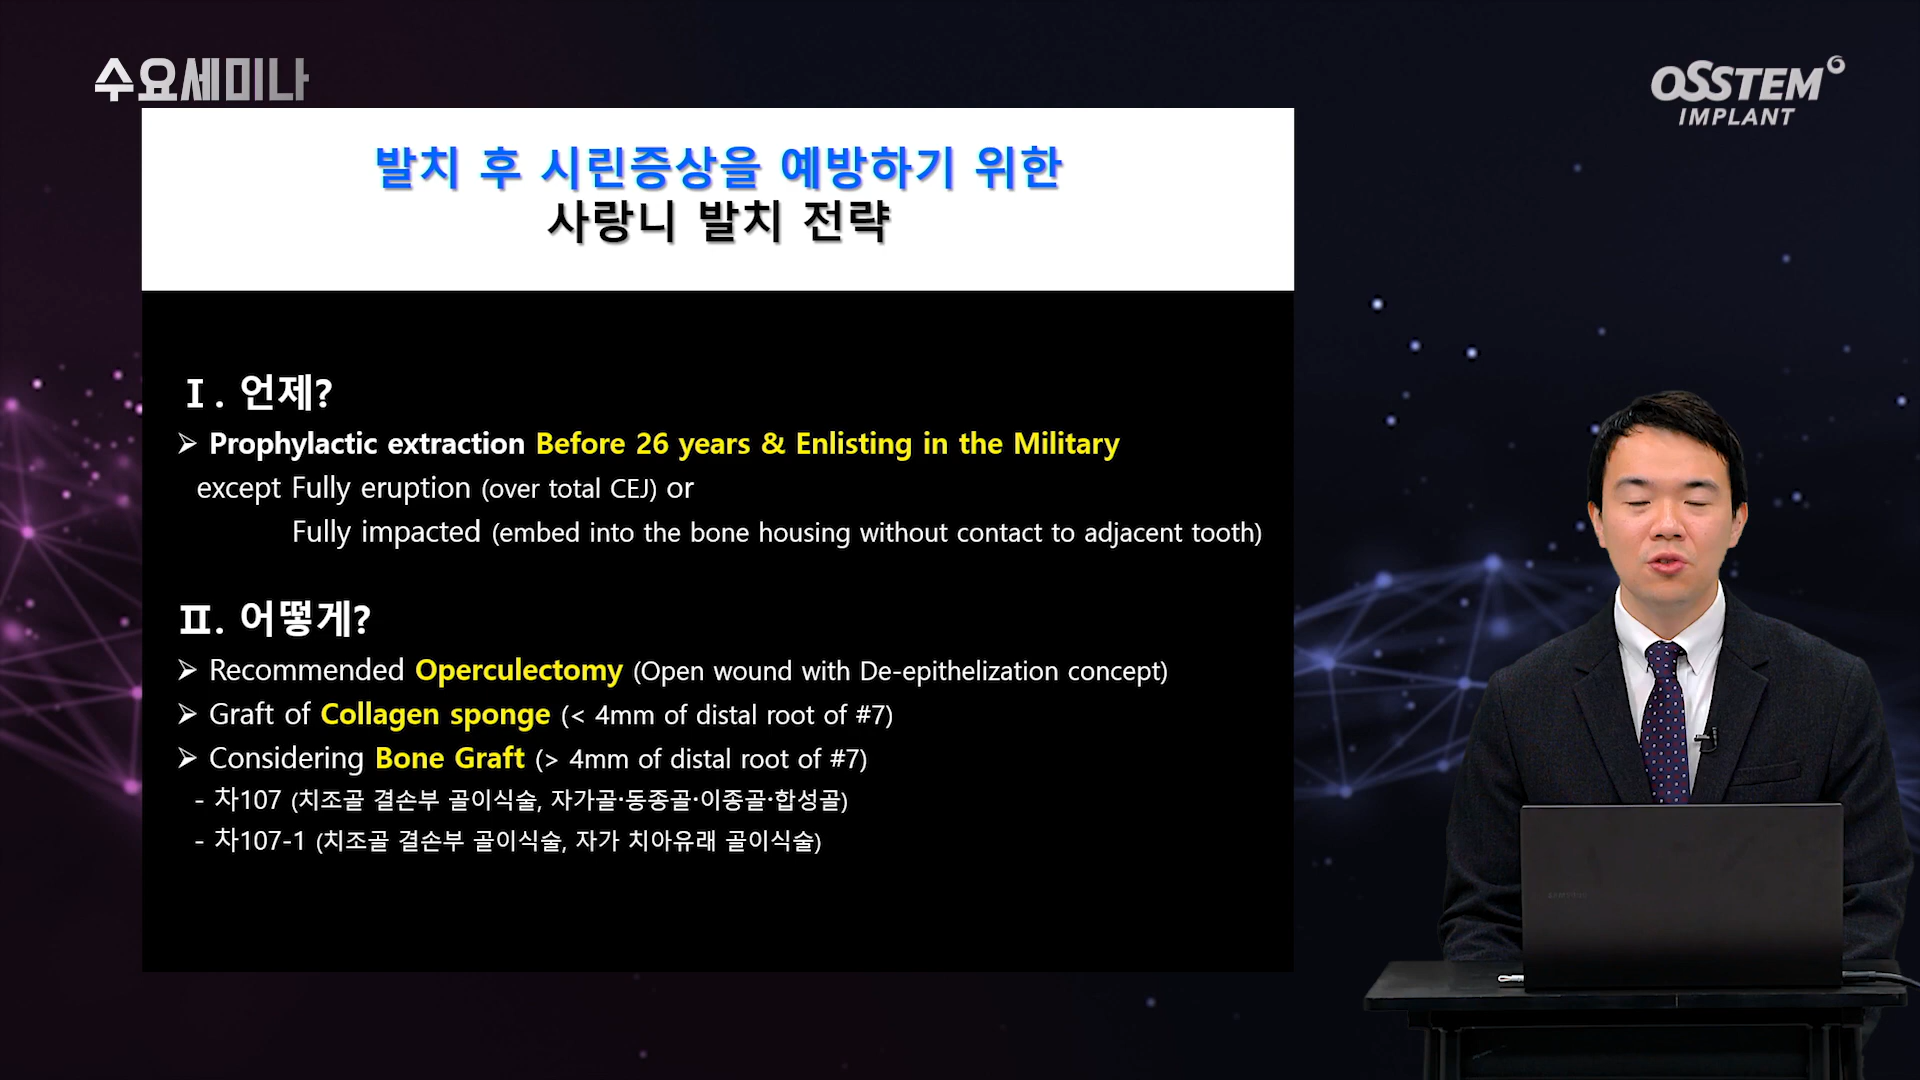 수요세미나
OSSTEM
IMPLANT
발치 후 시린증상을 예방하기 위한
사랑니 발치 전략
Ⅰ. 언제?
➢ Prophylactic extraction Before 26 years & Enlisting in the Military
except Fully eruption (over total CEJ) or
Fully impacted (embed into the bone housing without contact to adjacent tooth)
Ⅱ. 어떻게?
➢ Recommended Operculectomy (Open wound with De-epithelization concept)
➢ Graft of Collagen sponge (< 4mm of distal root of #7)
➢ Considering Bone Graft (> 4mm of distal root of #7)
- 차107 (치조골 결손부 골이식술, 자가골·동종골·이종골·합성골)
- 차107-1 (치조골 결손부 골이식술, 자가 치아유래 골이식술)
SAMSUNG